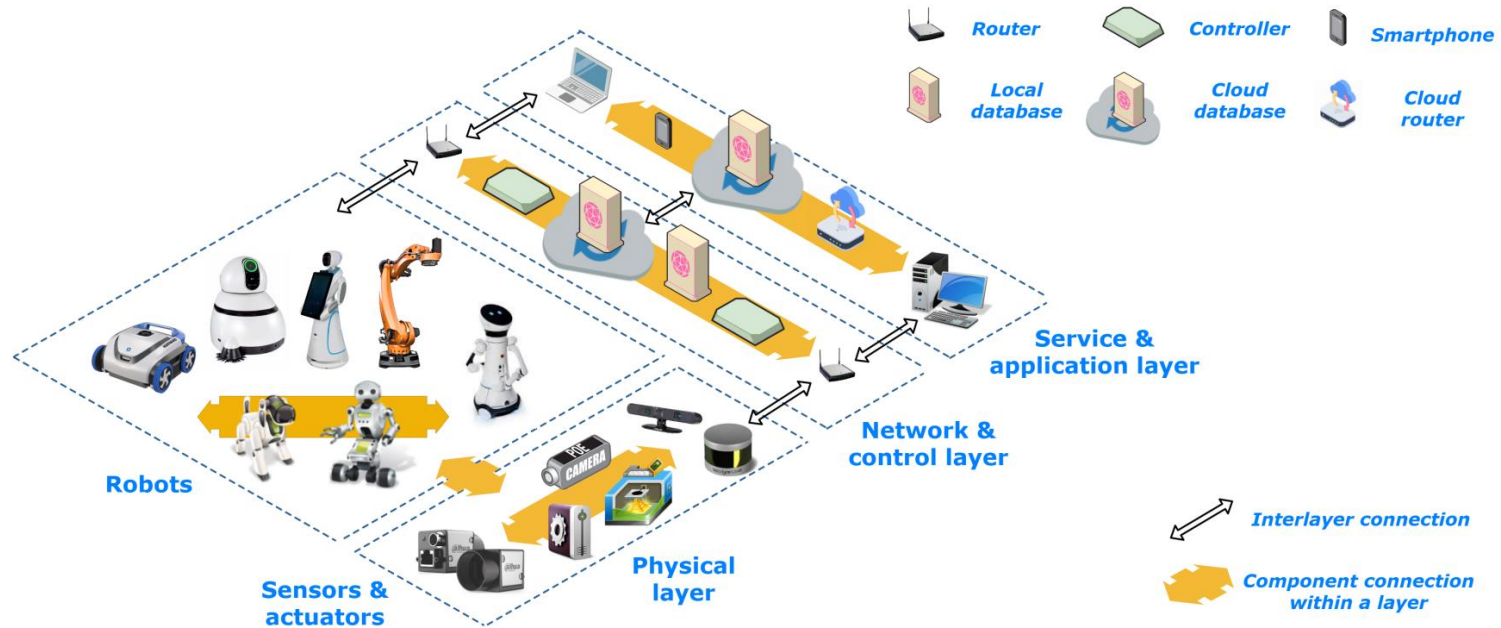 Router
Controller
Smartphone
Local
database
Cloud
database
Cloud
router
Service &
application layer
Network &
control layer
Robots
POE
CAMERA
Physical
layer
Sensors &
actuators
Interlayer connection
Component connection
within a layer